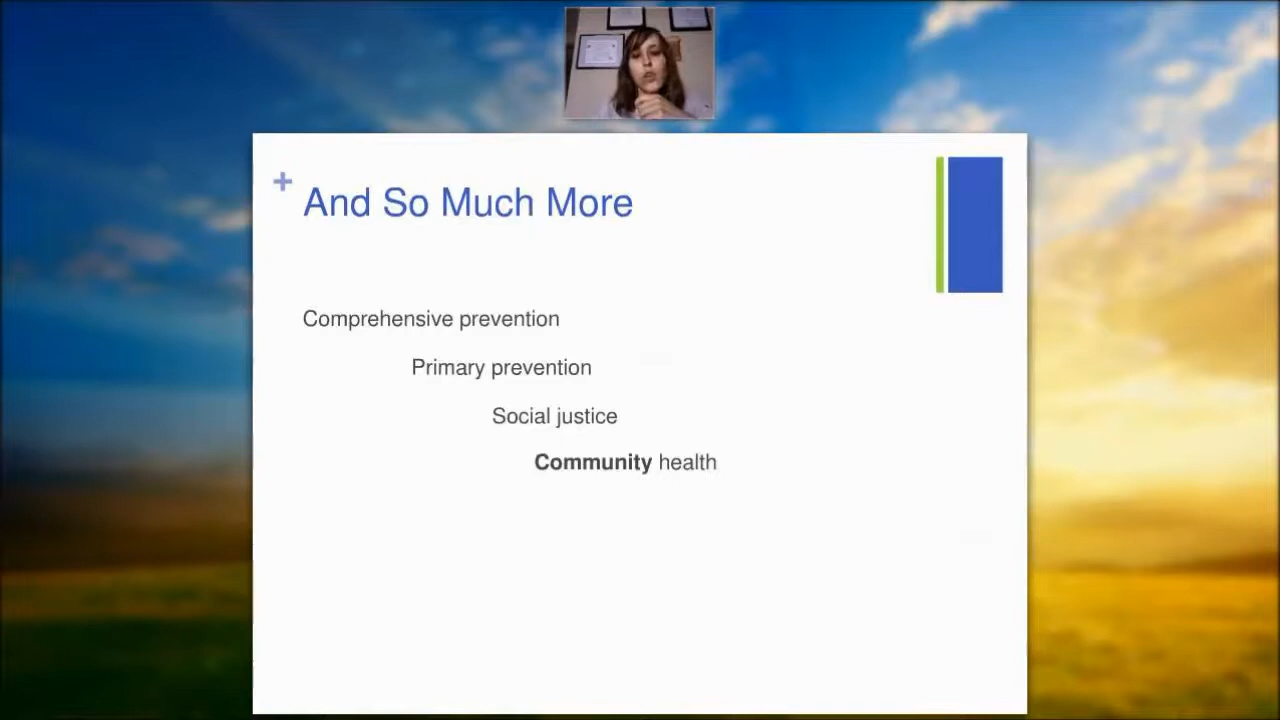 + And So Much More
Comprehensive prevention
Primary prevention
Social justice
Community health